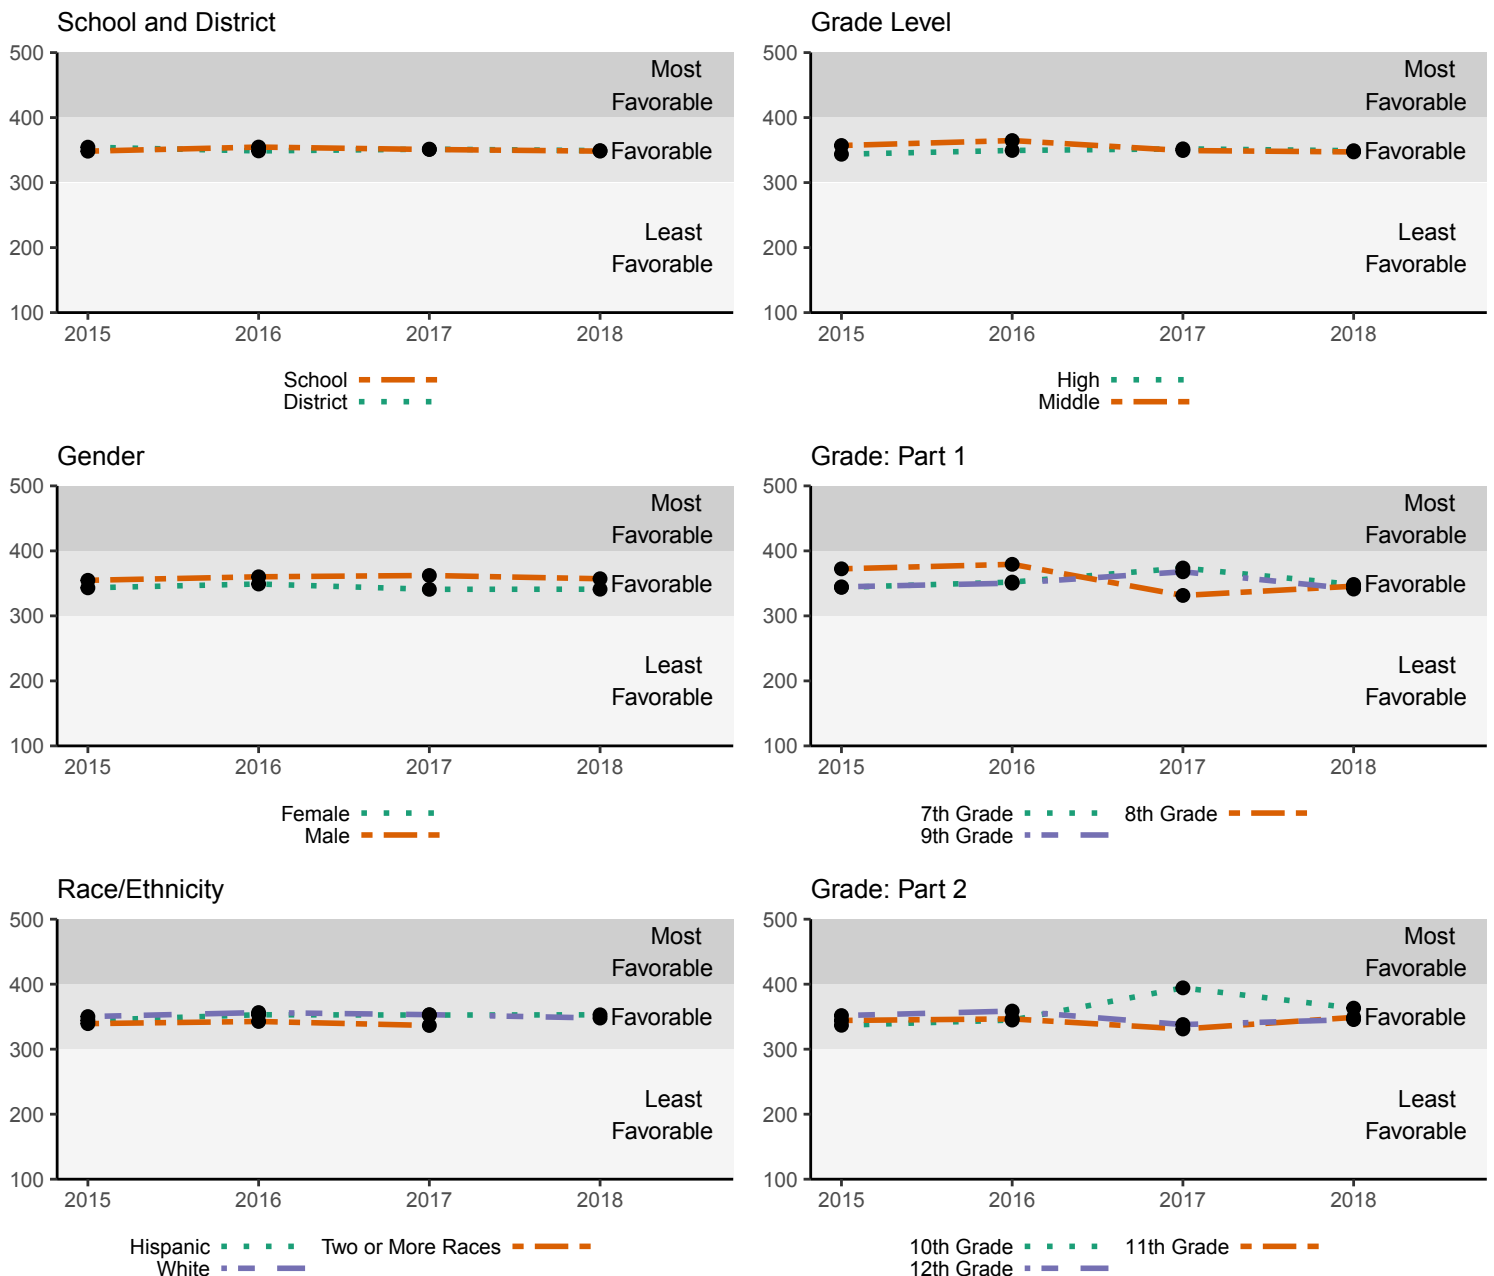 School and District
500
400
300
200
100
Most
Favorable
Favorable
Least
Favorable
2015 2016 2017 2018
School
District
Grade Level
500
400
300
200
100
Most
Favorable
Favorable
Least
Favorable
2015 2016 2017 2018
High
Middle
Gender
500
400
300
200
100
Most
Favorable
Favorable
Least
Favorable
2015 2016 2017 2018
Female
Male
Grade: Part 1
500
400
300
200
100
Most
Favorable
Favorable
Least
Favorable
2015 2016 2017 2018
7th Grade 8th Grade
9th Grade
Race/Ethnicity
500
400
300
200
100
Most
Favorable
Favorable
Least
Favorable
2015 2016 2017 2018
Hispanic Two or More Races
White
Grade: Part 2
500
400
300
200
100
Most
Favorable
Favorable
Least
Favorable
2015 2016 2017 2018
10th Grade 11th Grade
12th Grade